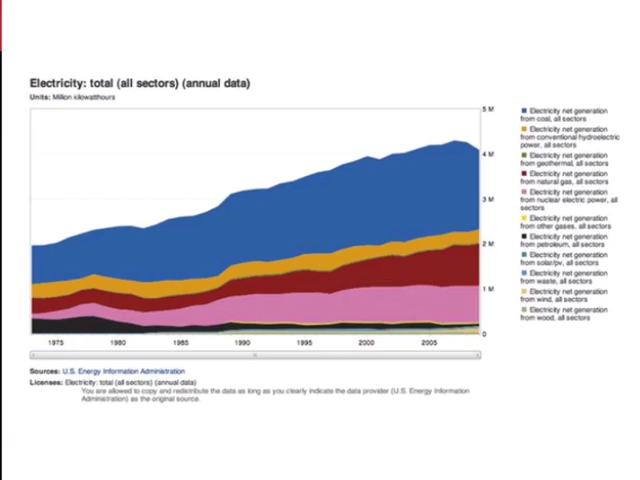 Electricity: total (all sectors) (annual data)
Units: Million kilowatthours
5 M
4 M
3 M
2 M
1 M
0
1975 1980 1985 1990 1995 2000 2005
Electricity net generation
from coal, all sectors
Electricity net generation
from conventional hydroelectric
power, all sectors
Electricity net generation
from geothermal, all sectors
Electricity net generation
from natural gas, all sectors
Electricity net generation
from nuclear electric power, all
sectors
Electricity net generation
from other gases, all sectors
Electricity net generation
from petroleum, all sectors
Electricity net generation
from solar/pv, all sectors
Electricity net generation
from waste, all sectors
Electricity net generation
from wind, all sectors
Electricity net generation
from wood, all sectors
Sources: U.S. Energy Information Administration
Licenses: Electricity: total (all sectors) (annual data)
You are allowed to copy and redistribute the data as long as you clearly indicate the data provider (U.S. Energy Information
Administration) as the original source.